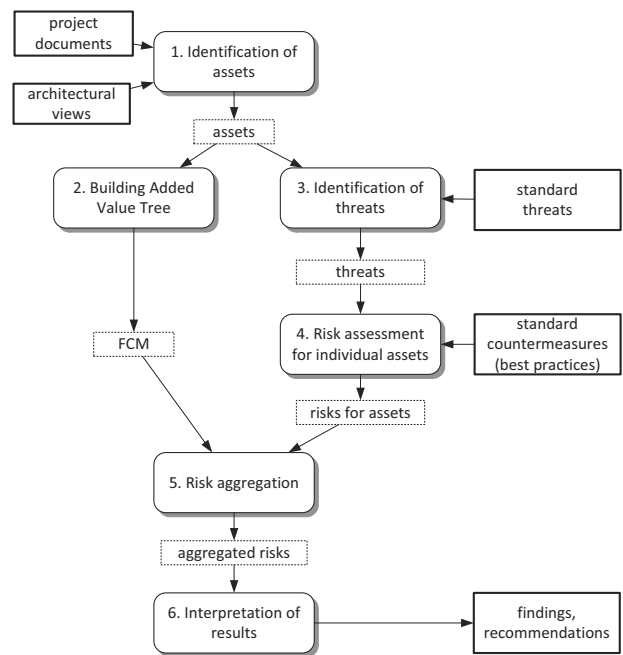 project
documents
1. Identification of
assets
architectural
views
assets
2. Building Added
Value Tree
3. Identification of
threats
standard
threats
threats
FCM
4. Risk assessment
for individual assets
standard
countermeasures
(best practices)
risks for assets
5. Risk aggregation
aggregated risks
6. Interpretation of
results
findings,
recommendations